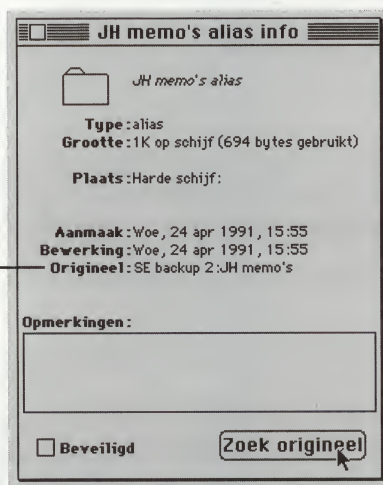 JH memo's alias info
JH memo's alias
Type: alias
Grootte: 1K op schijf (694 bytes gebruikt)
Plaats: Harde schijf:
Aanmaak: Woe, 24 apr 1991, 15:55
Bewerking: Woe, 24 apr 1991, 15:55
Origineel: SE backup 2:JH memo's
Opmerkingen:
Beveiligd
Zoek origineel